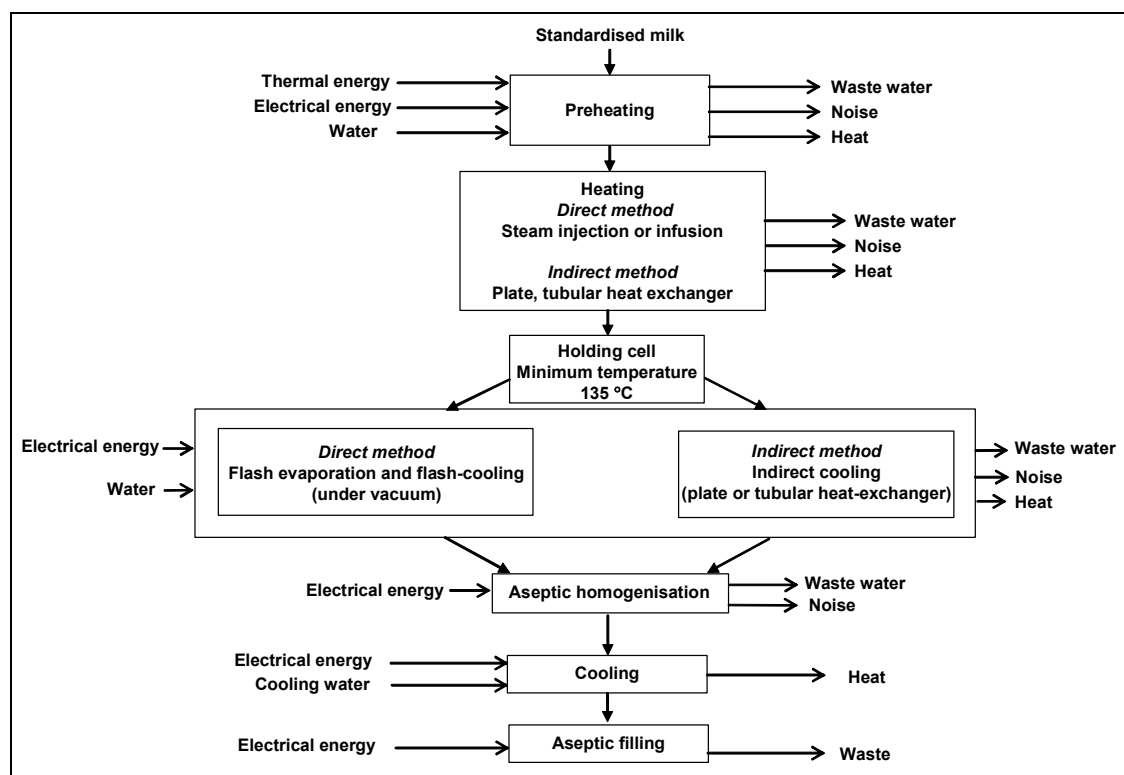 Standardised milk
Thermal energy
Electrical energy
Water
Preheating
Waste water
Noise
Heat
Heating
Direct method
Steam injection or infusion
Indirect method
Plate, tubular heat exchanger
Waste water
Noise
Heat
Holding cell
Minimum temperature
135 ºC
Electrical energy
Water
Direct method
Flash evaporation and flash-cooling
(under vacuum)
Indirect method
Indirect cooling
(plate or tubular heat-exchanger)
Waste water
Noise
Heat
Electrical energy
Aseptic homogenisation
Waste water
Noise
Electrical energy
Cooling water
Cooling
Heat
Electrical energy
Aseptic filling
Waste